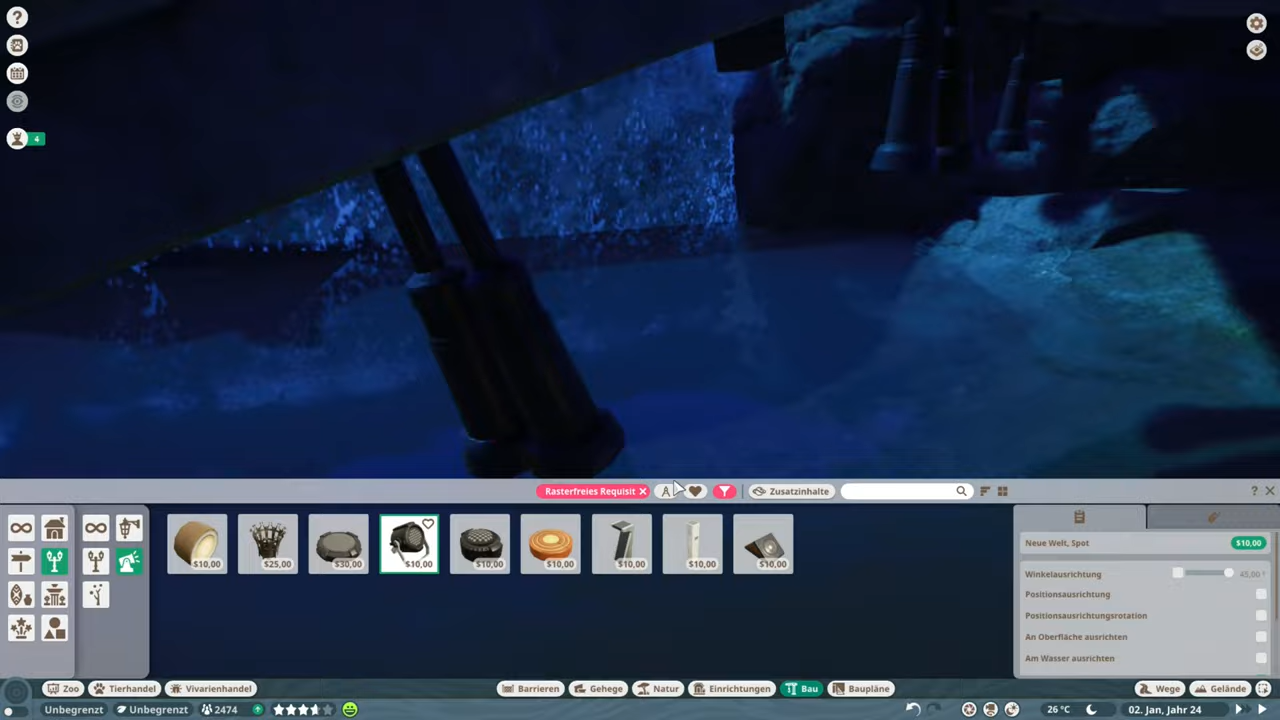 ?
4
Rasterfreies Requisit ×
Zusatzinhalte
? ×
$10,00
$25,00
$30,00
$10,00
$10,00
$10,00
$10,00
$10,00
$10,00
Neue Welt, Spot $10,00
Winkelausrichtung 45,00°
Positionsausrichtung
Positionsausrichtungsrotation
An Oberfläche ausrichten
Am Wasser ausrichten
Zoo Tierhandel Vivarienhandel Barrieren Gehege Natur Einrichtungen Bau Baupläne Wege Gelände
Unbegrenzt Unbegrenzt 2474 26 °C 02. Jan, Jahr 24